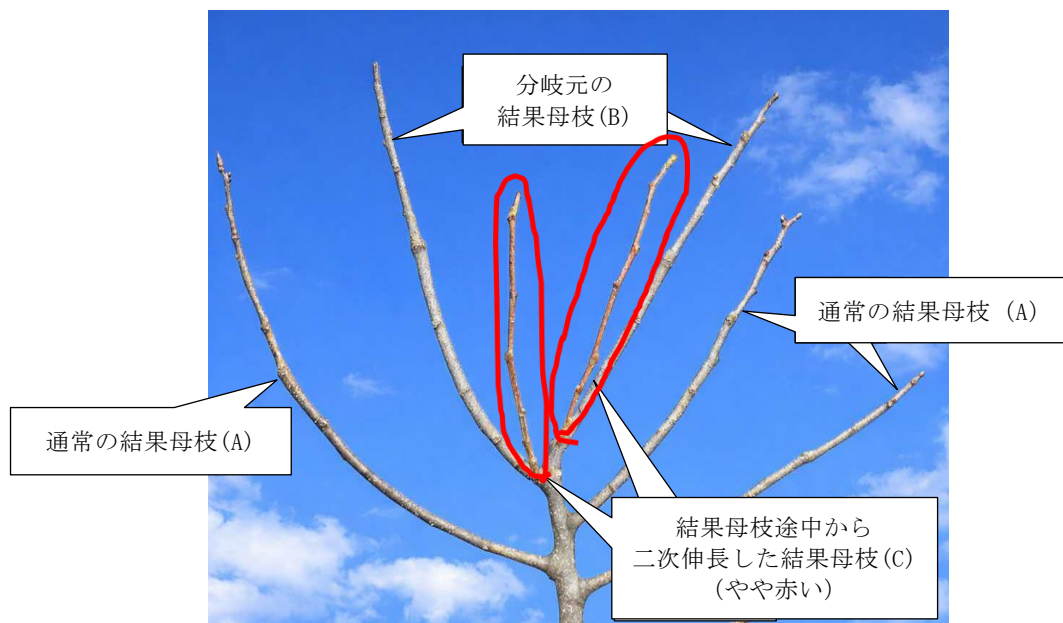 分岐元の
結果母枝(B)
通常の結果母枝 (A)
通常の結果母枝(A)
結果母枝途中から
二次伸長した結果母枝(C)
(やや赤い)